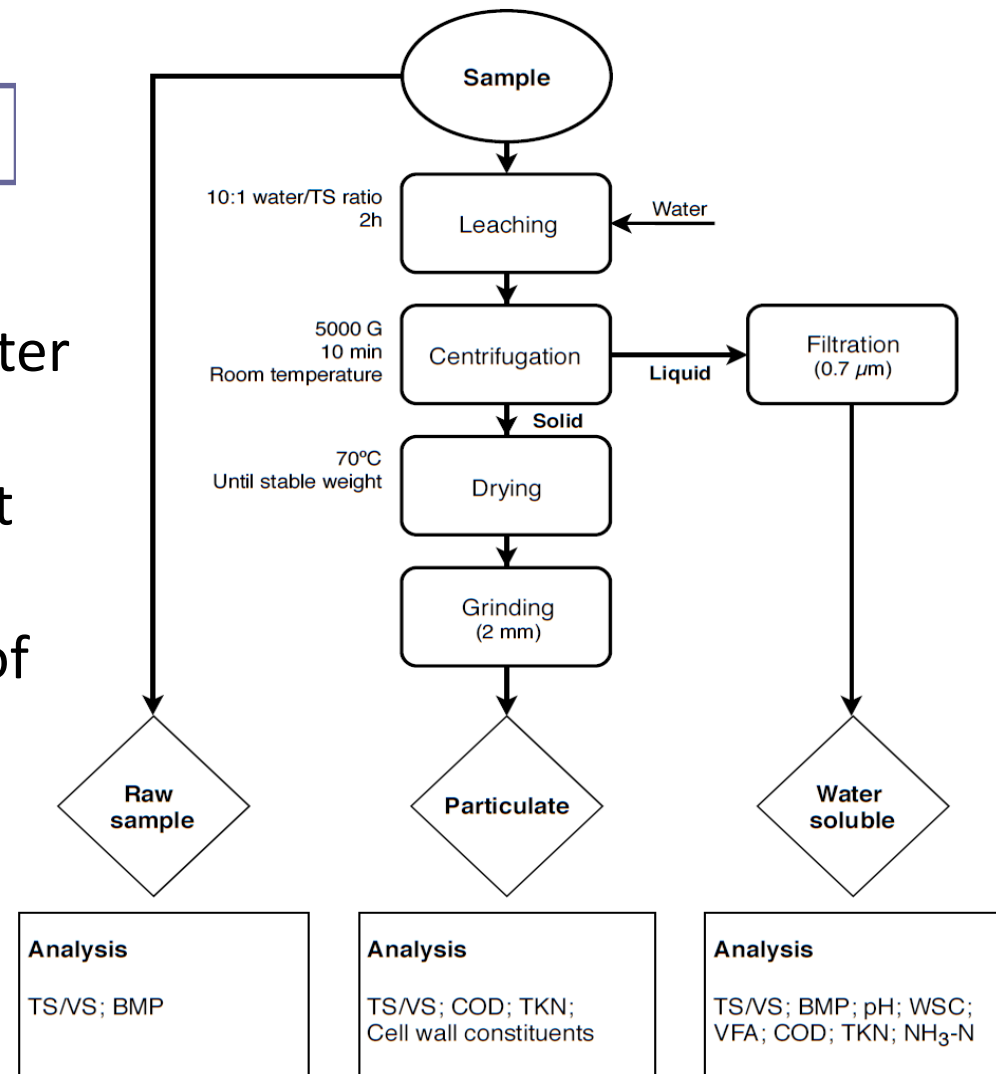 Sample
10:1 water/TS ratio
2h
Leaching
Water
ter
5000 G
10 min
Room temperature
Centrifugation
Liquid
Filtration
(0.7 µm)
Solid
t
70ºC
Until stable weight
Drying
Grinding
(2 mm)
of
Raw
sample
Particulate
Water
soluble
Analysis
TS/VS; BMP
Analysis
TS/VS; COD; TKN;
Cell wall constituents
Analysis
TS/VS; BMP; pH; WSC;
VFA; COD; TKN; NH₃-N